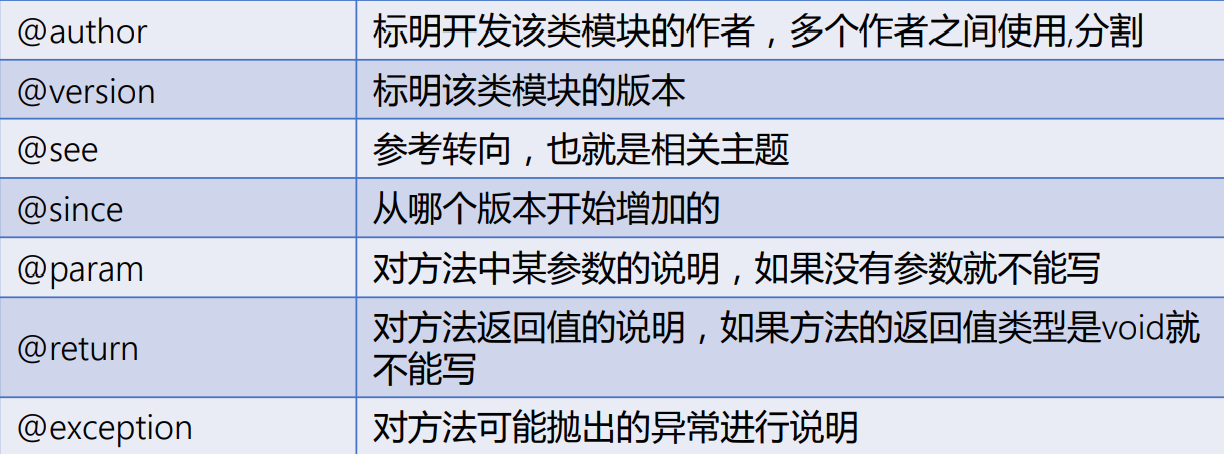 @author 标明开发该类模块的作者，多个作者之间使用,分割
@version 标明该类模块的版本
@see 参考转向，也就是相关主题
@since 从哪个版本开始增加的
@param 对方法中某参数的说明，如果没有参数就不能写
@return 对方法返回值的说明，如果方法的返回值类型是void就
不能写
@exception 对方法可能抛出的异常进行说明